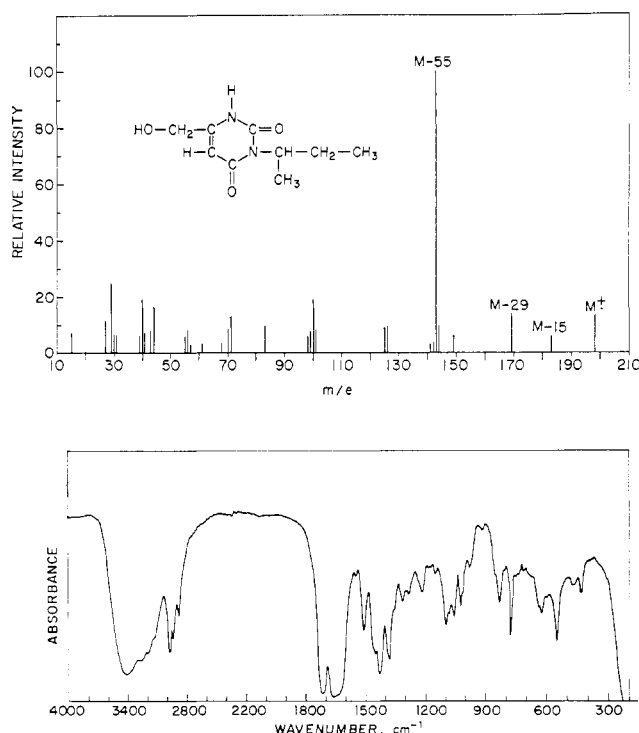 RELATIVE INTENSITY
100
80
60
40
20
0
M-55
M-29
M-15
M+
H
HO-CH2-C
N
C=O
H-C
N-CH-CH2-CH3
C
CH3
O
10 30 50 70 90 110 130 150 170 190 210
m/e
ABSORBANCE
4000 3400 2800 2200 1800 1500 1200 900 600 300
WAVENUMBER, cm⁻¹